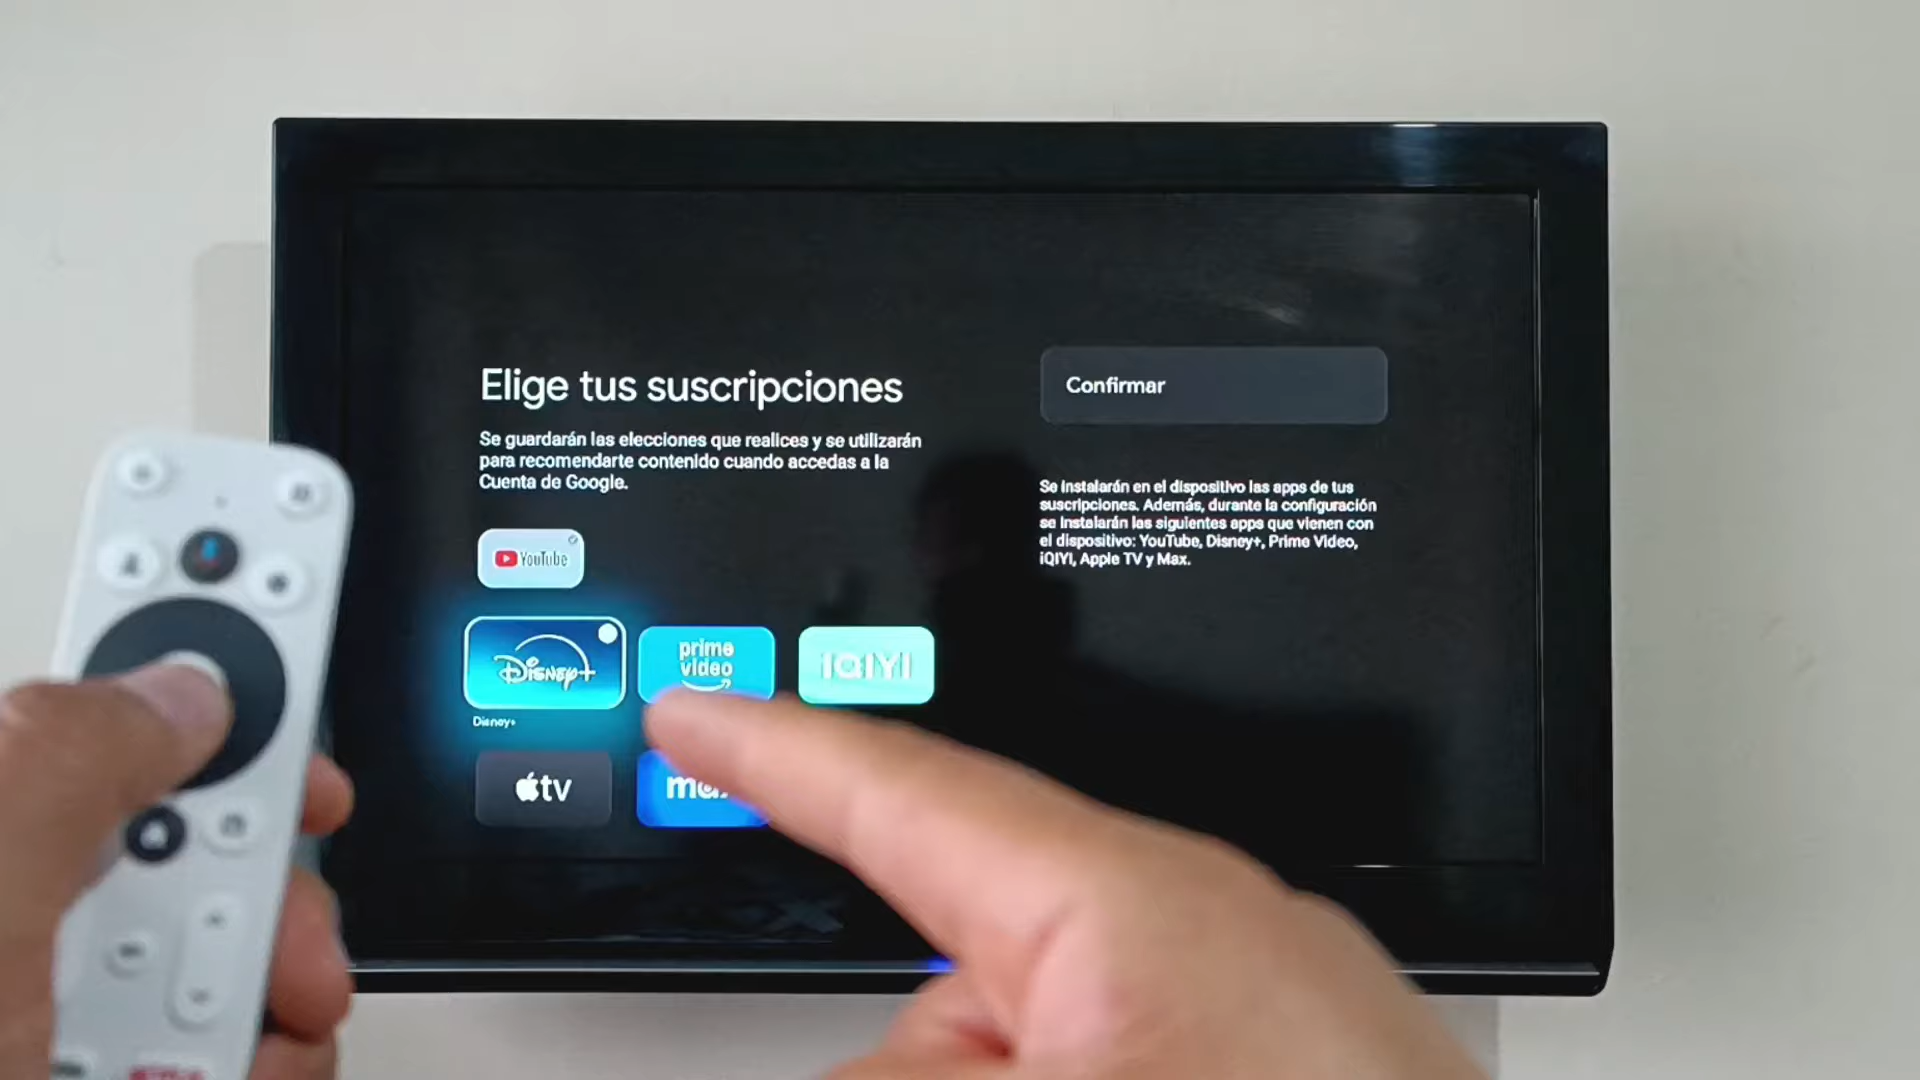 Elige tus suscripciones
Se guardarán las elecciones que realices y se utilizarán
para recomendarte contenido cuando accedas a la
Cuenta de Google.
YouTube
Disney+
prime
video
iQIYI
Disney+
tv
Confirmar
Se instalarán en el dispositivo las apps de tus
suscripciones. Además, durante la configuración
se instalarán las siguientes apps que vienen con
el dispositivo: YouTube, Disney+, Prime Video,
iQIYI, Apple TV y Max.